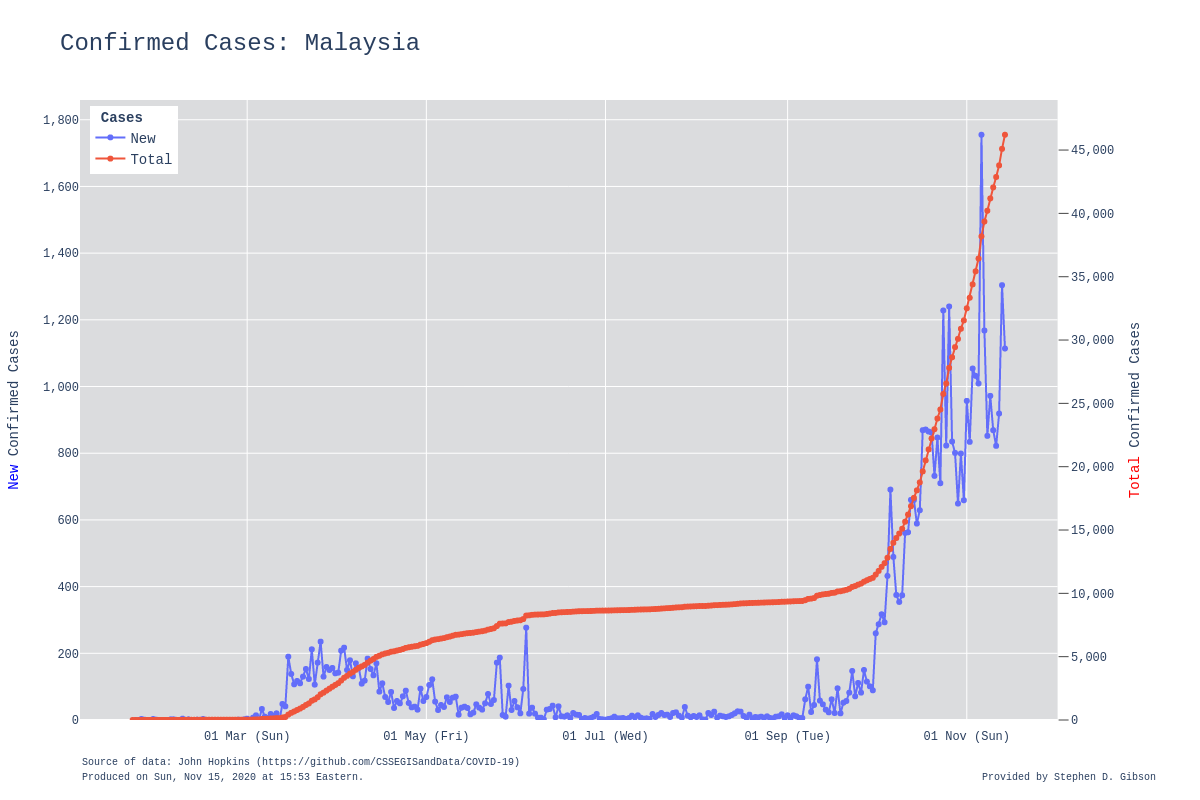 Confirmed Cases: Malaysia
Cases
New
Total
1,800
1,600
1,400
1,200
1,000
800
600
400
200
0
New Confirmed Cases
45,000
40,000
35,000
30,000
25,000
20,000
15,000
10,000
5,000
0
Total Confirmed Cases
01 Mar (Sun)
01 May (Fri)
01 Jul (Wed)
01 Sep (Tue)
01 Nov (Sun)
Source of data: John Hopkins (https://github.com/CSSEGISandData/COVID-19)
Produced on Sun, Nov 15, 2020 at 15:53 Eastern.
Provided by Stephen D. Gibson